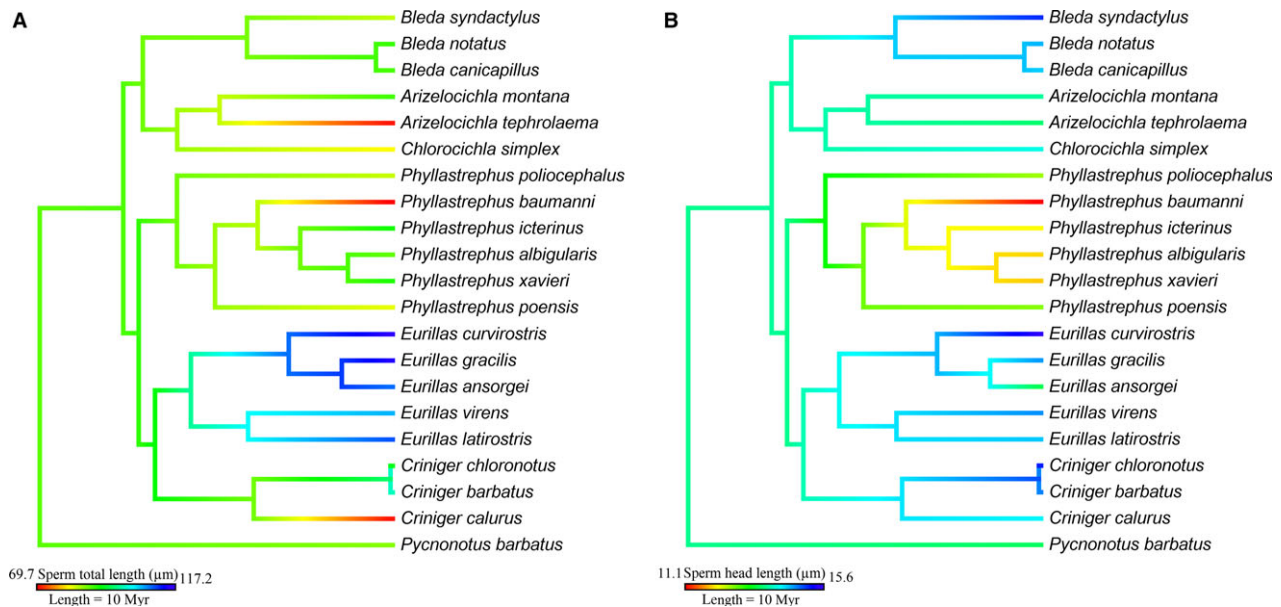 A
Bleda syndactylus
Bleda notatus
Bleda canicapillus
Arizelocichla montana
Arizelocichla tephrolaema
Chlorocichla simplex
Phyllastrephus poliocephalus
Phyllastrephus baumanni
Phyllastrephus icterinus
Phyllastrephus albigularis
Phyllastrephus xavieri
Phyllastrephus poensis
Eurillas curvirostris
Eurillas gracilis
Eurillas ansorgei
Eurillas virens
Eurillas latirostris
Criniger chloronotus
Criniger barbatus
Criniger calurus
Pycnonotus barbatus
69.7 Sperm total length (µm) 117.2
Length = 10 Myr
B
Bleda syndactylus
Bleda notatus
Bleda canicapillus
Arizelocichla montana
Arizelocichla tephrolaema
Chlorocichla simplex
Phyllastrephus poliocephalus
Phyllastrephus baumanni
Phyllastrephus icterinus
Phyllastrephus albigularis
Phyllastrephus xavieri
Phyllastrephus poensis
Eurillas curvirostris
Eurillas gracilis
Eurillas ansorgei
Eurillas virens
Eurillas latirostris
Criniger chloronotus
Criniger barbatus
Criniger calurus
Pycnonotus barbatus
11.1 Sperm head length (µm) 15.6
Length = 10 Myr